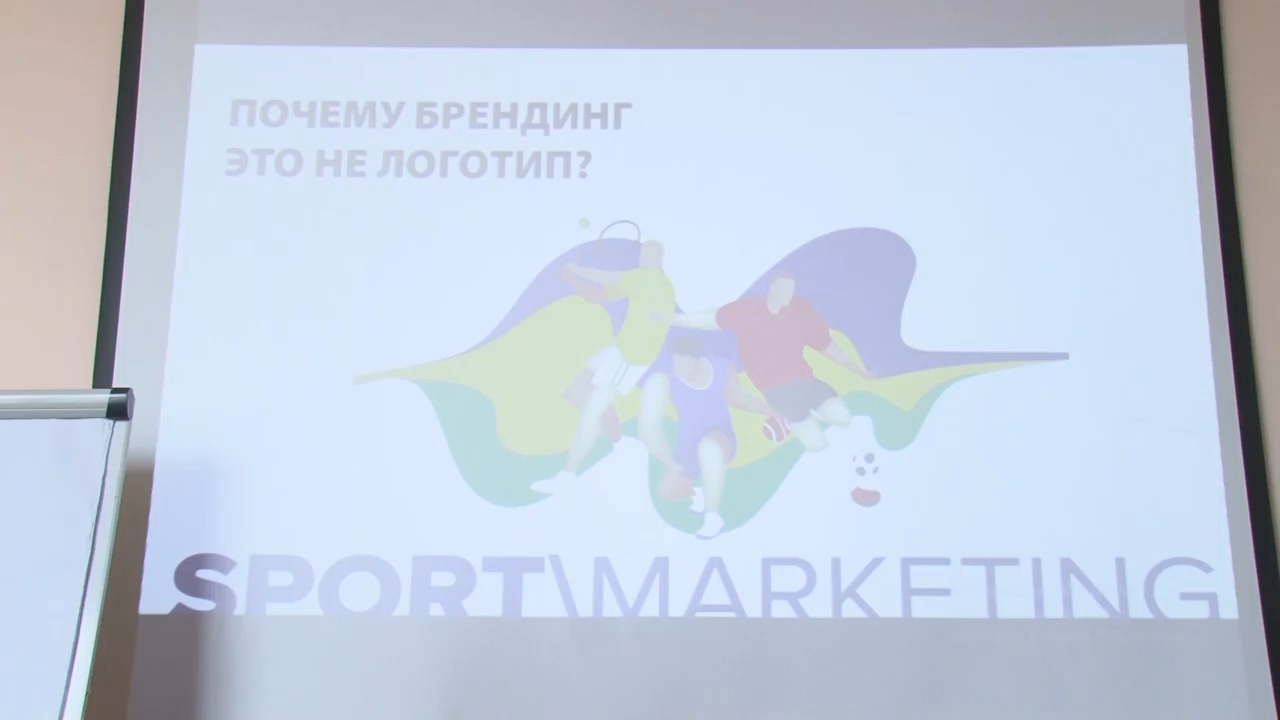 ПОЧЕМУ БРЕНДИНГ
ЭТО НЕ ЛОГОТИП?
SPORT\MARKETING